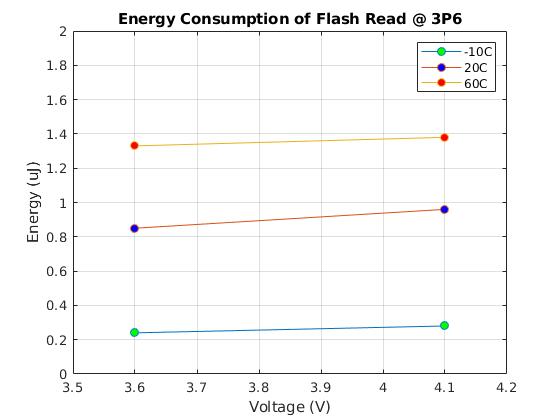 Energy Consumption of Flash Read @ 3P6
2
1.8
1.6
1.4
1.2
1
0.8
0.6
0.4
0.2
0
Energy (uJ)
-10C
20C
60C
3.5 3.6 3.7 3.8 3.9 4 4.1 4.2
Voltage (V)